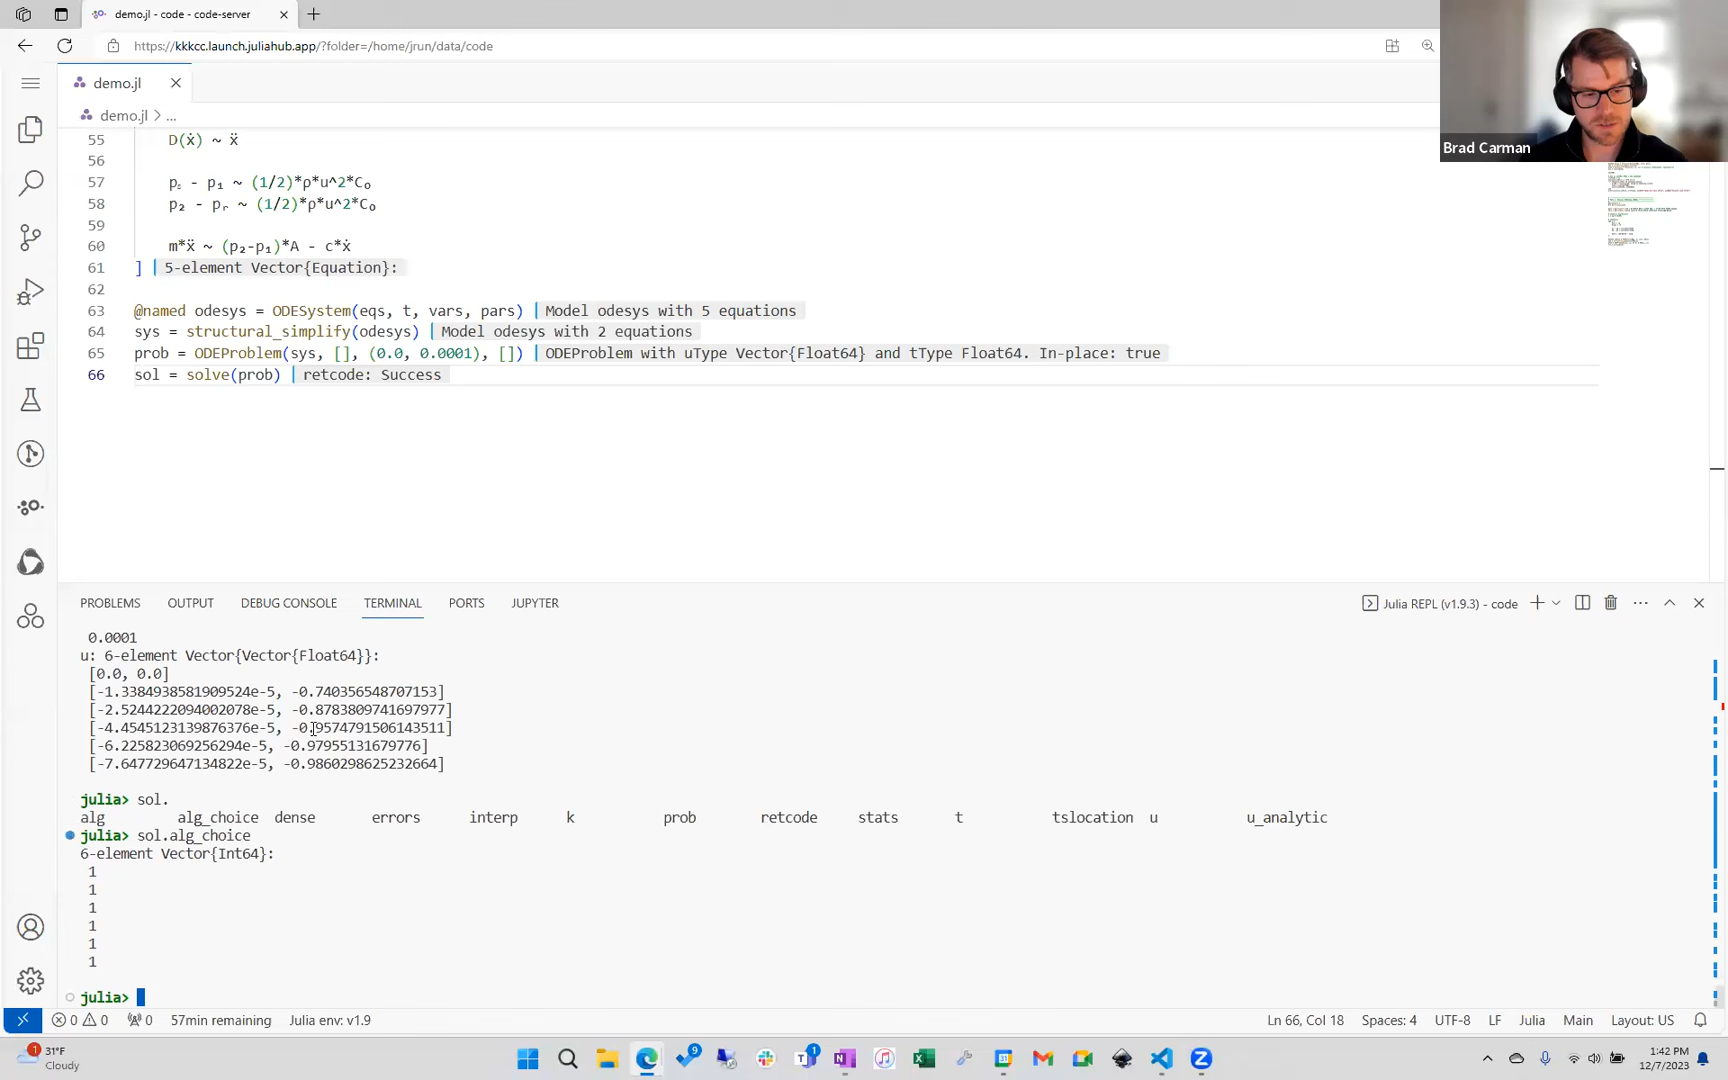 demo.jl - code - code-server
https://kkkcc.launch.juliahub.app/?folder=/home/jrun/data/code
demo.jl
demo.jl > ...
Brad Carman
55 D(ẋ) ~ ẍ
56
57 pₛ - p₁ ~ (1/2)*ρ*u^2*C₀
58 p₂ - pᵣ ~ (1/2)*ρ*u^2*C₀
59
60 m*ẍ ~ (p₂-p₁)*A - c*ẋ
61 ] 5-element Vector{Equation}:
62
63 @named odesys = ODESystem(eqs, t, vars, pars) Model odesys with 5 equations
64 sys = structural_simplify(odesys) Model odesys with 2 equations
65 prob = ODEProblem(sys, [], (0.0, 0.0001), []) ODEProblem with uType Vector{Float64} and tType Float64. In-place: true
66 sol = solve(prob) retcode: Success
PROBLEMS OUTPUT DEBUG CONSOLE TERMINAL PORTS JUPYTER Julia REPL (v1.9.3) - code
0.0001
u: 6-element Vector{Vector{Float64}}:
[0.0, 0.0]
[-1.3384938581909524e-5, -0.740356548707153]
[-2.5244222094002078e-5, -0.8783809741697977]
[-4.4545123139876376e-5, -0.9574791506143511]
[-6.225823069256294e-5, -0.97955131679776]
[-7.647729647134822e-5, -0.9860298625232664]
julia> sol.
alg alg_choice dense errors interp k prob retcode stats t tslocation u u_analytic
julia> sol.alg_choice
6-element Vector{Int64}:
1
1
1
1
1
1
julia>
0 0 0 57min remaining Julia env: v1.9 Ln 66, Col 18 Spaces: 4 UTF-8 LF Julia Main Layout: US
1 31°F 9 1 1:42 PM
Cloudy 12/7/2023